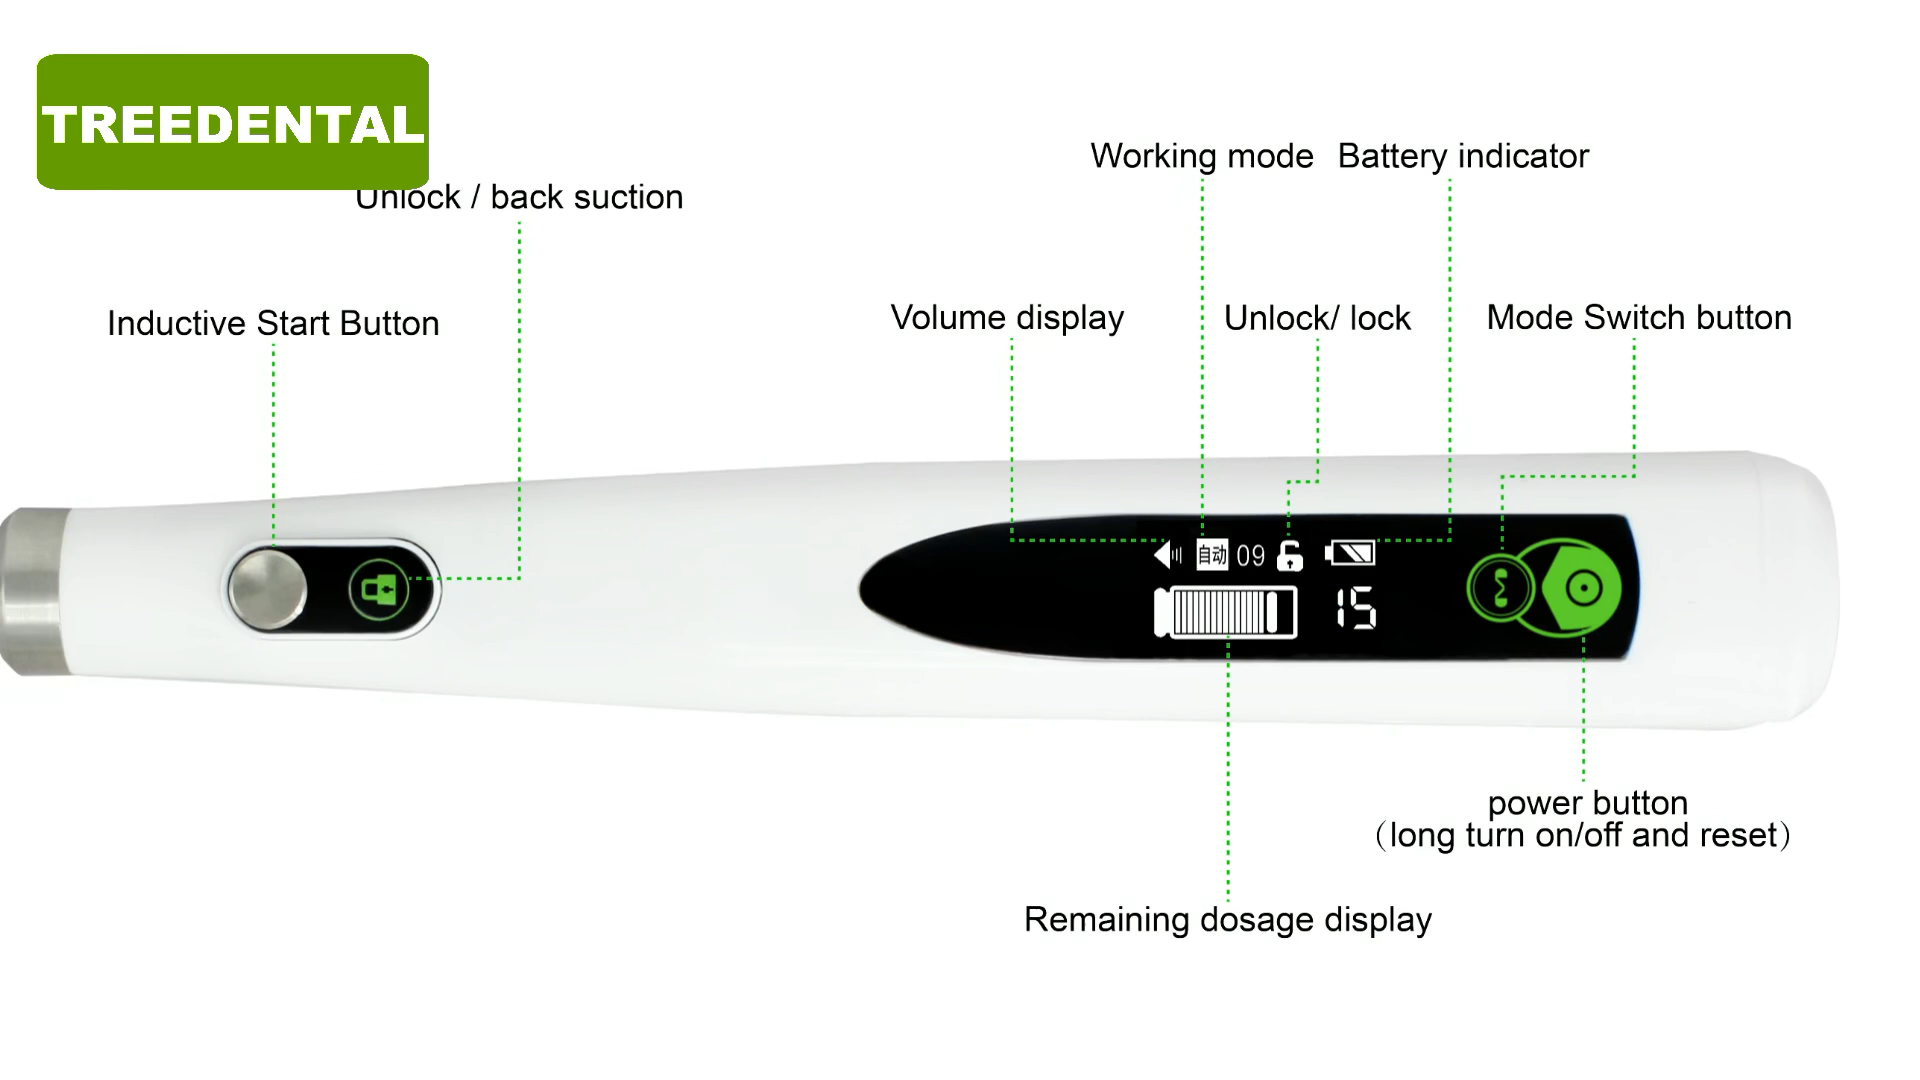 TREEDENTAL
Working mode
Battery indicator
Unlock / back suction
Inductive Start Button
Volume display
Unlock/ lock
Mode Switch button
自动 09
15
power button
（long turn on/off and reset）
Remaining dosage display